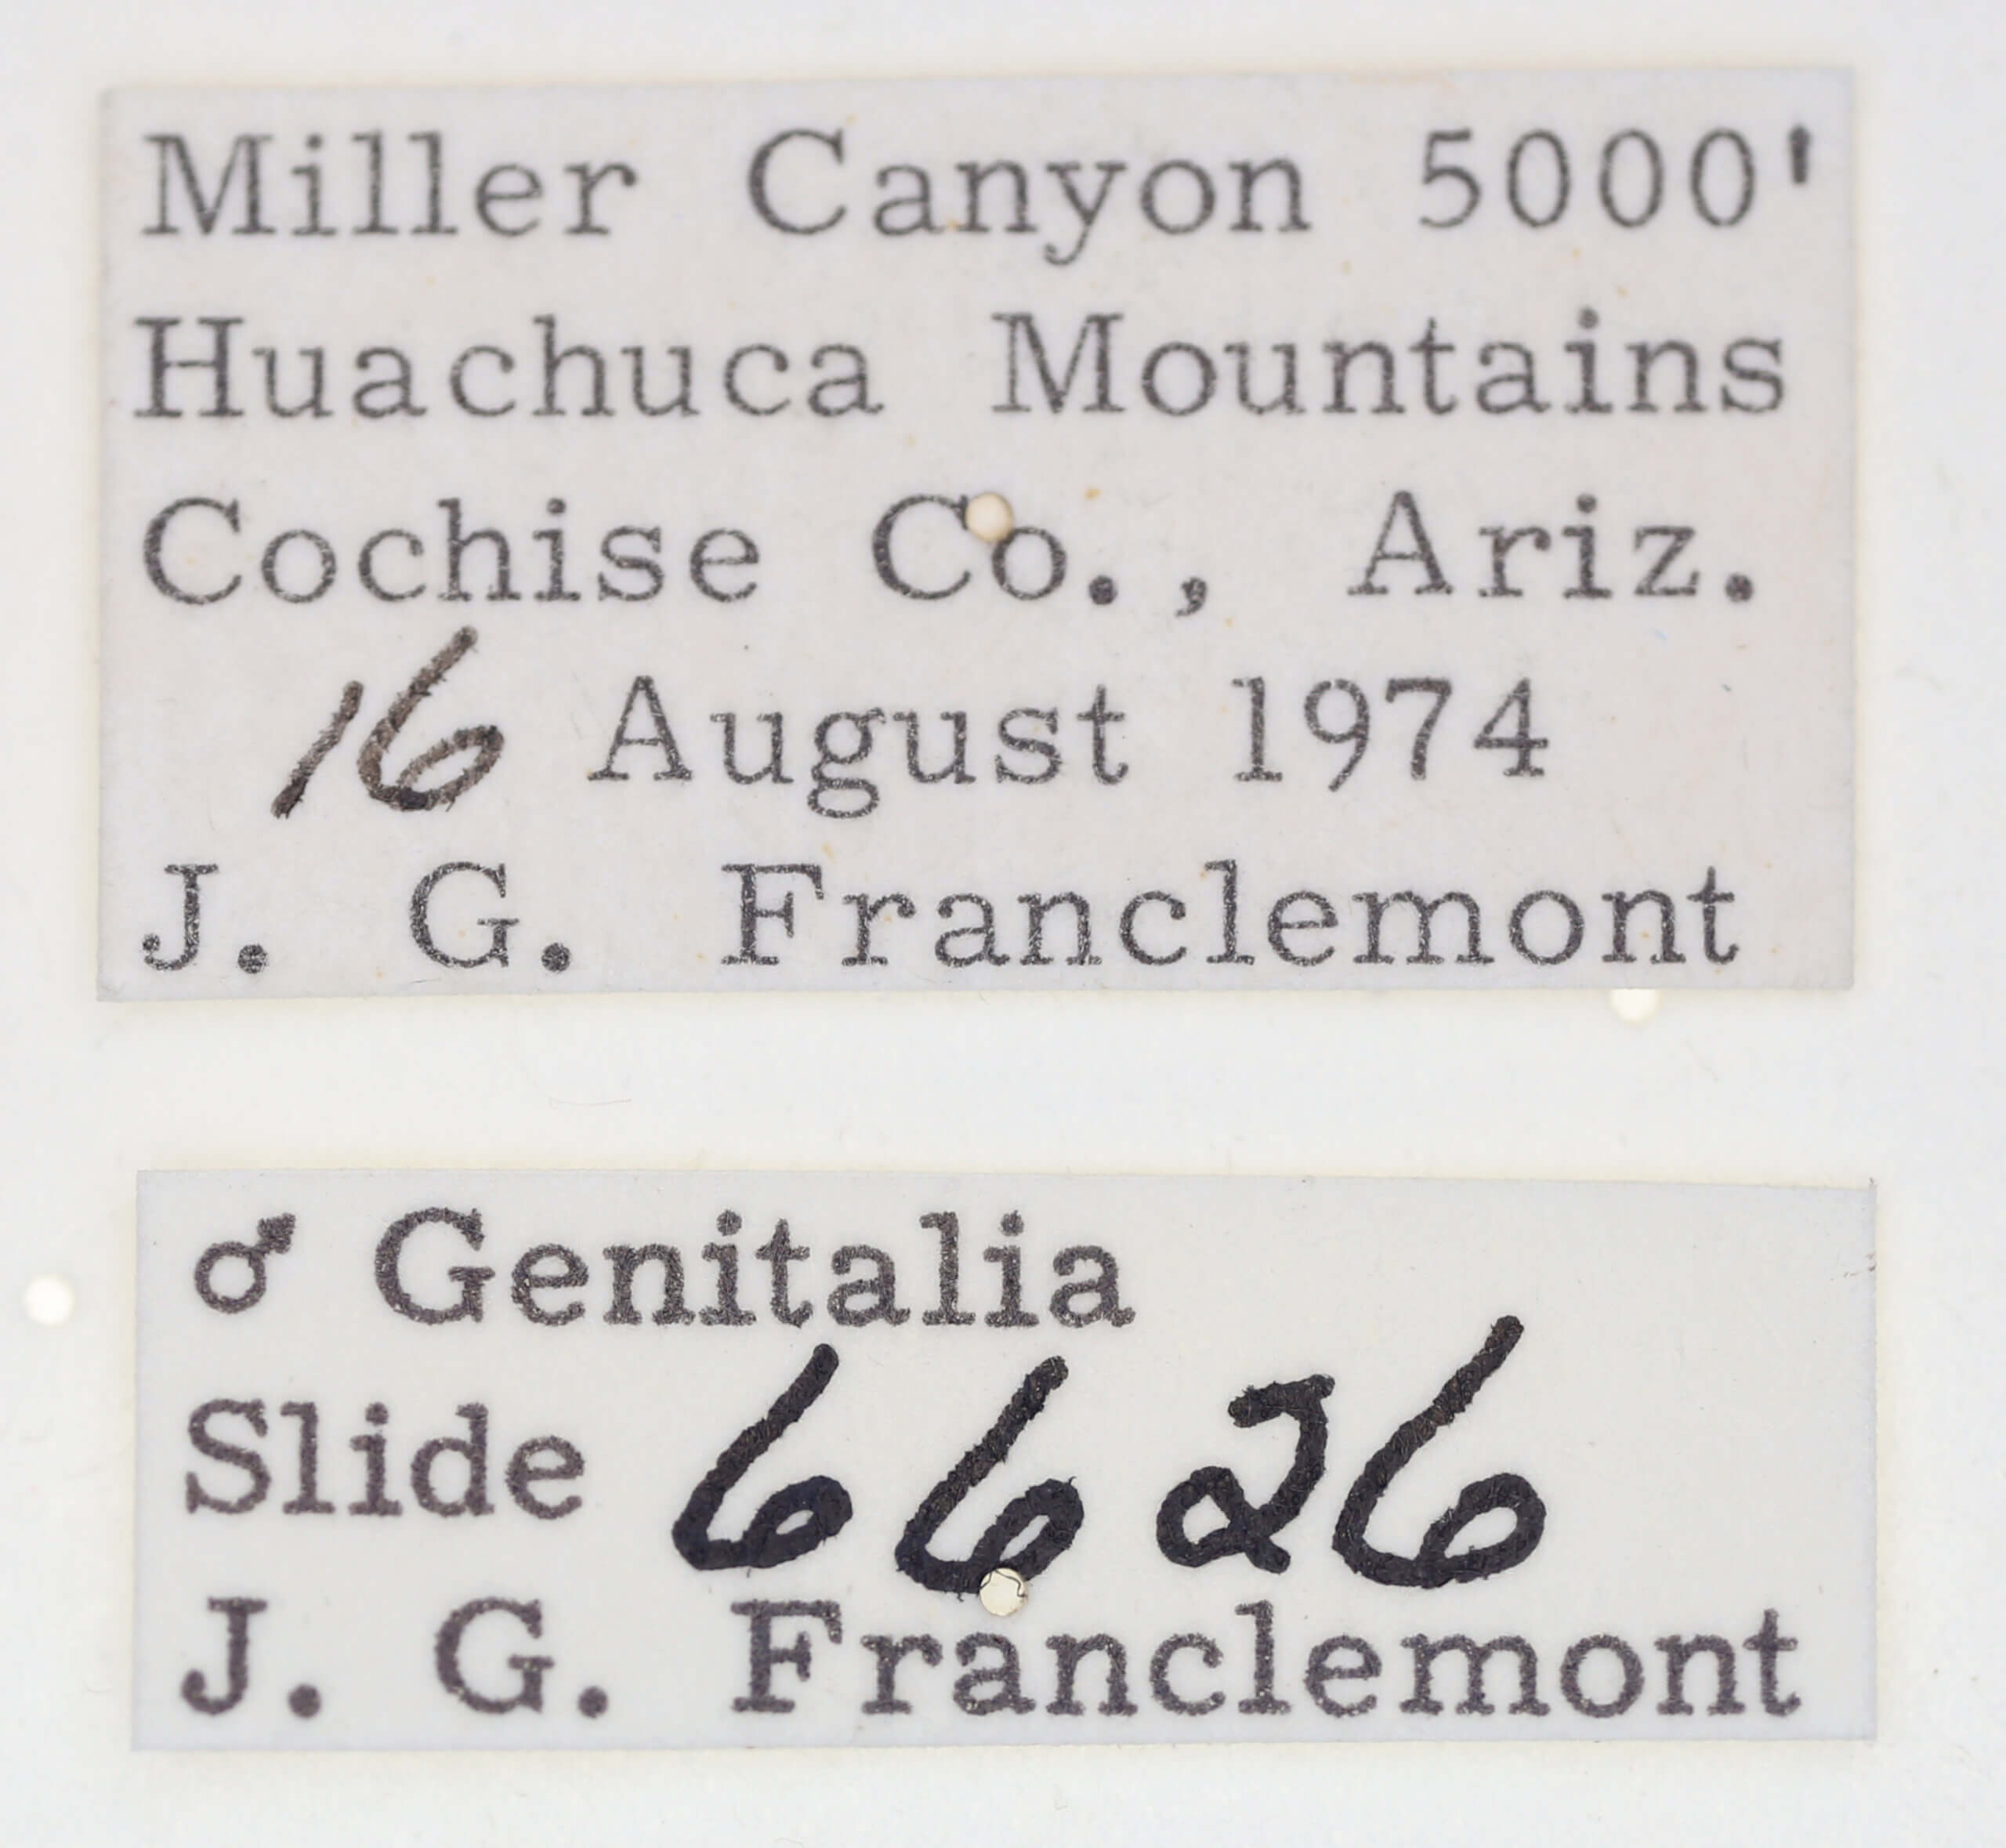 Miller Canyon 5000'
Huachuca Mountains
Cochise Co., Ariz.
16 August 1974
J. G. Franclemont
♂ Genitalia
Slide 6626
J. G. Franclemont